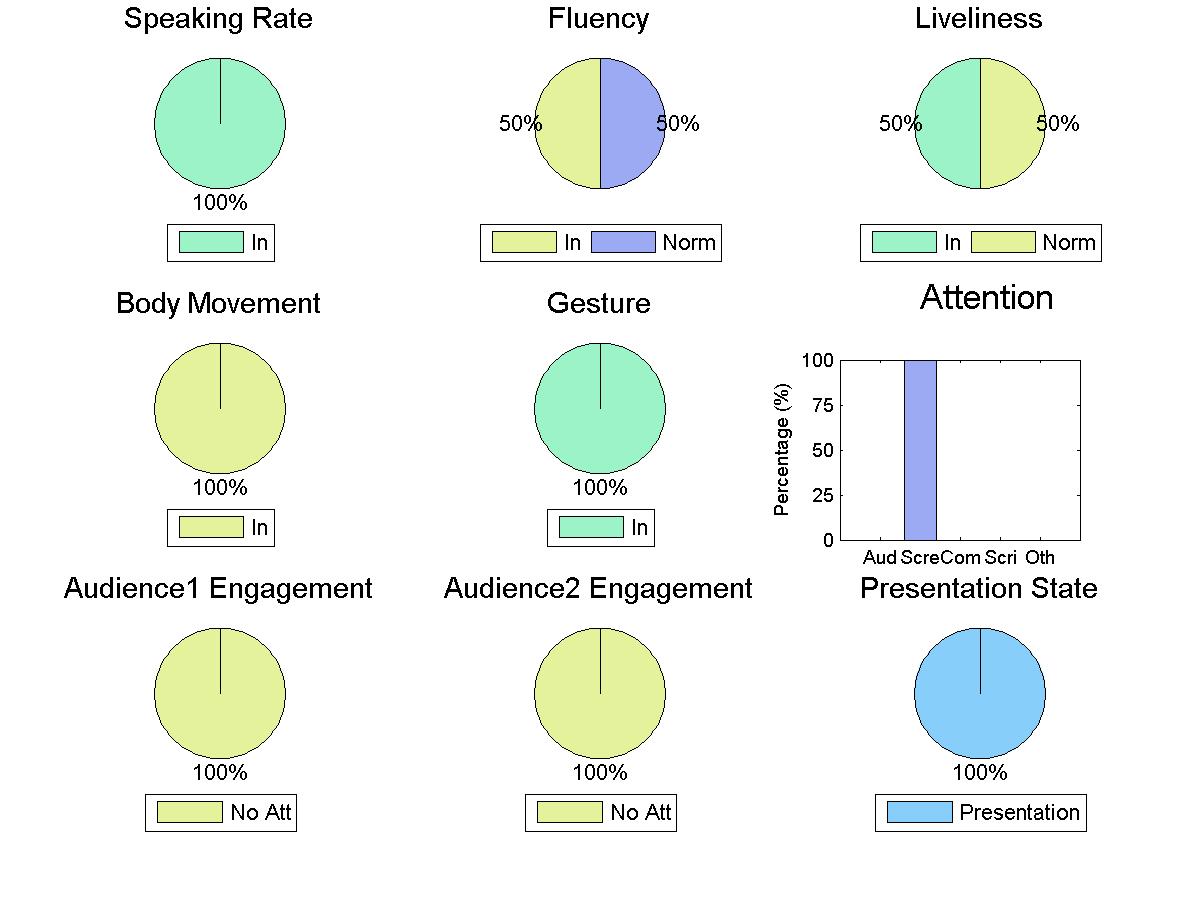 Speaking Rate
100%
In
Fluency
50% 50%
In Norm
Liveliness
50% 50%
In Norm
Body Movement
100%
In
Gesture
100%
In
Attention
Percentage (%)
100
75
50
25
0
Aud Scre Com Scri Oth
Audience1 Engagement
100%
No Att
Audience2 Engagement
100%
No Att
Presentation State
100%
Presentation